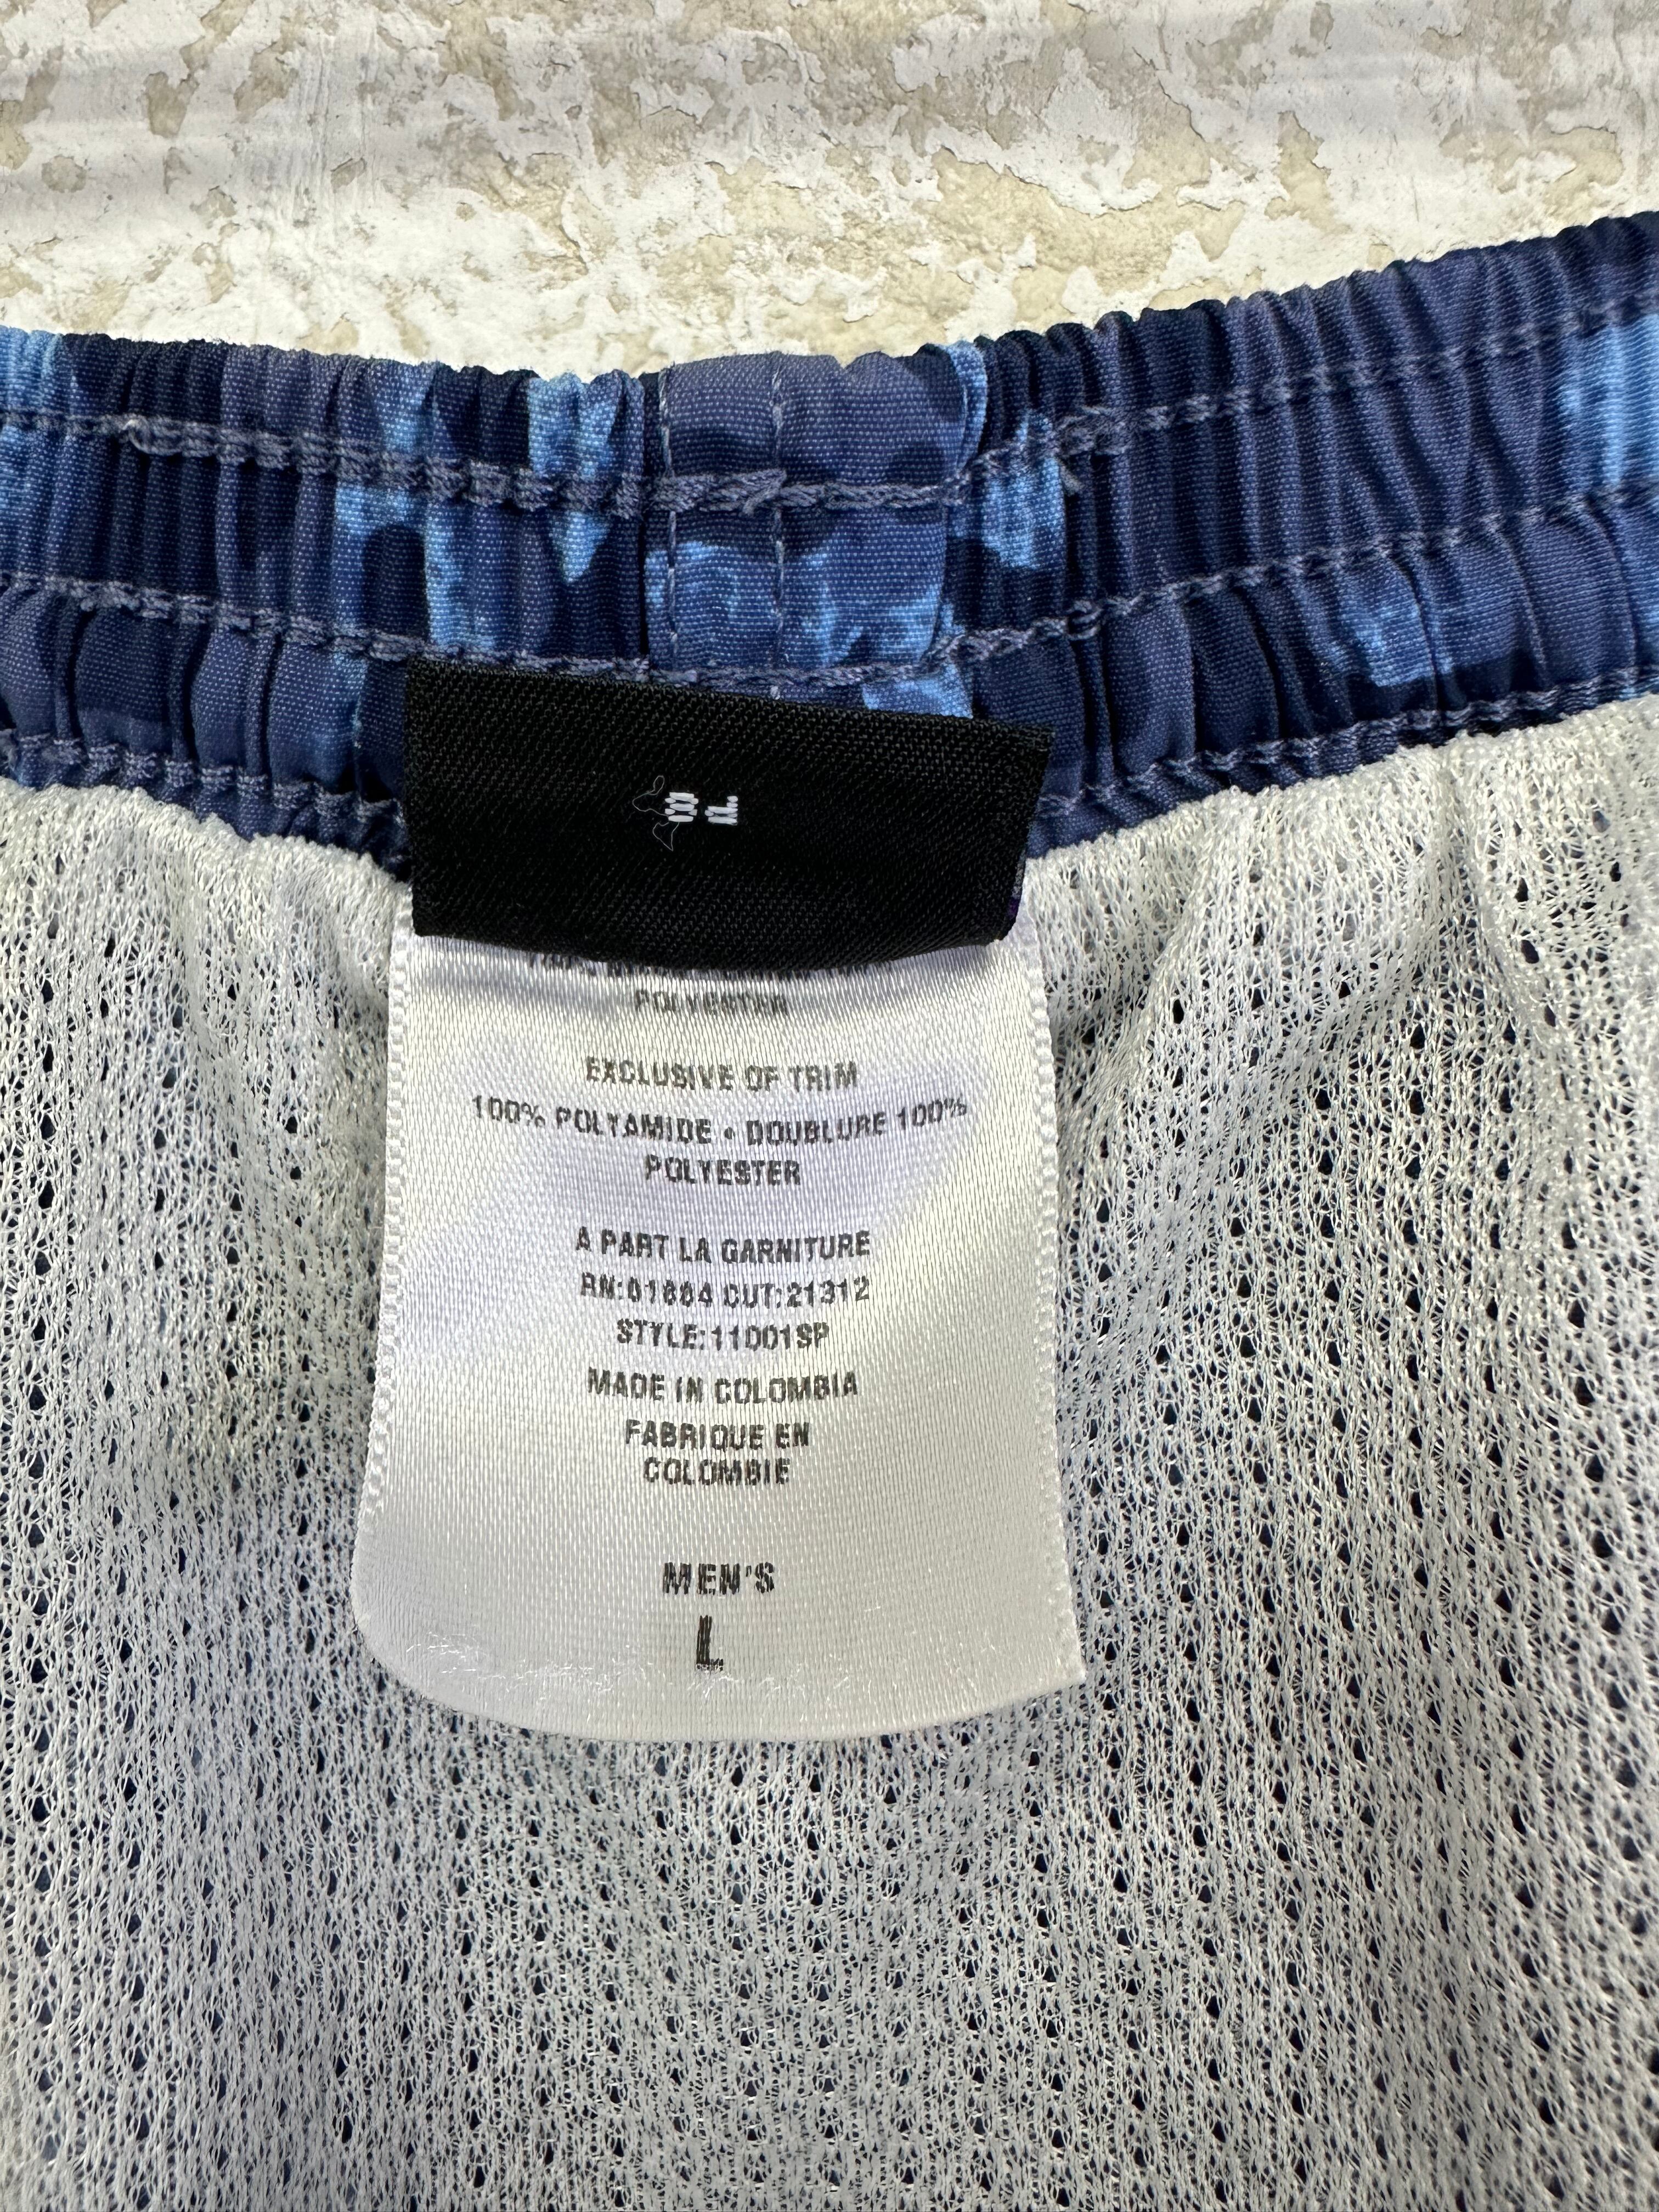 POLYESTER
EXCLUSIVE OF TRIM
100% POLYAMIDE • DOUBLURE 100%
POLYESTER
A PART LA GARNITURE
RN:01884 CUT:21312
STYLE:11001SP
MADE IN COLOMBIA
FABRIQUE EN
COLOMBIE
MEN'S
L